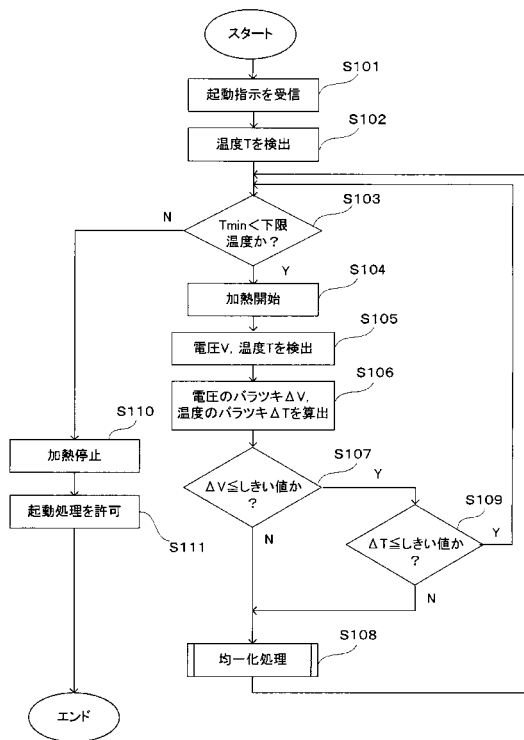 スタート
S101
起動指示を受信
S102
温度Tを検出
S103
N
Tmin<下限
温度か?
Y
S104
加熱開始
S105
電圧V,温度Tを検出
S106
電圧のバラツキΔV,
温度のバラツキΔTを算出
S110
加熱停止
S107
ΔV≦しきい値か
?
Y
S109
起動処理を許可
S111
N
ΔT≦しきい値か
?
Y
N
S108
均一化処理
エンド